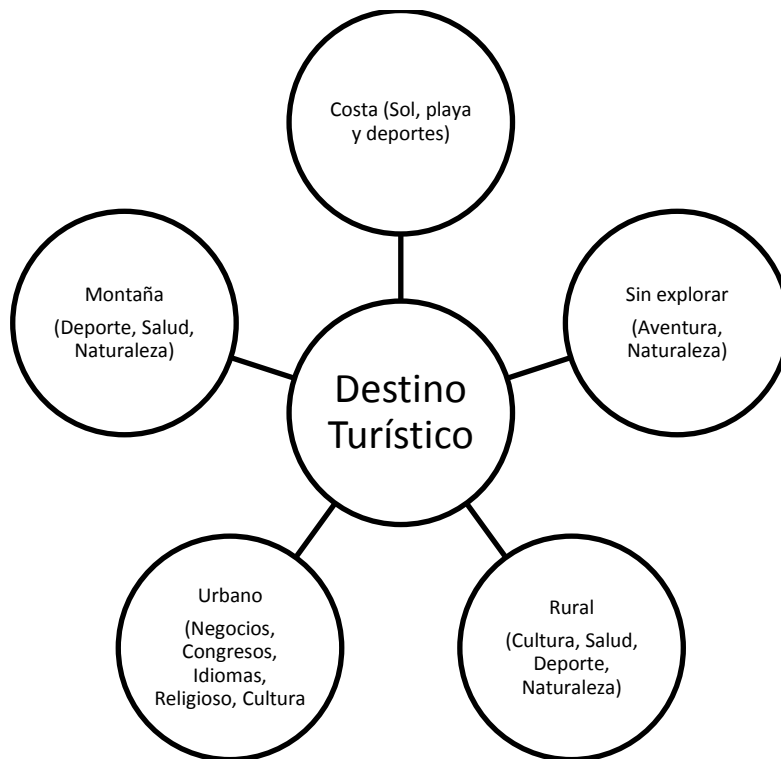 Costa (Sol, playa
y deportes)
Montaña
(Deporte, Salud,
Naturaleza)
Sin explorar
(Aventura,
Naturaleza)
Destino
Turístico
Urbano
(Negocios,
Congresos,
Idiomas,
Religioso, Cultura
Rural
(Cultura, Salud,
Deporte,
Naturaleza)